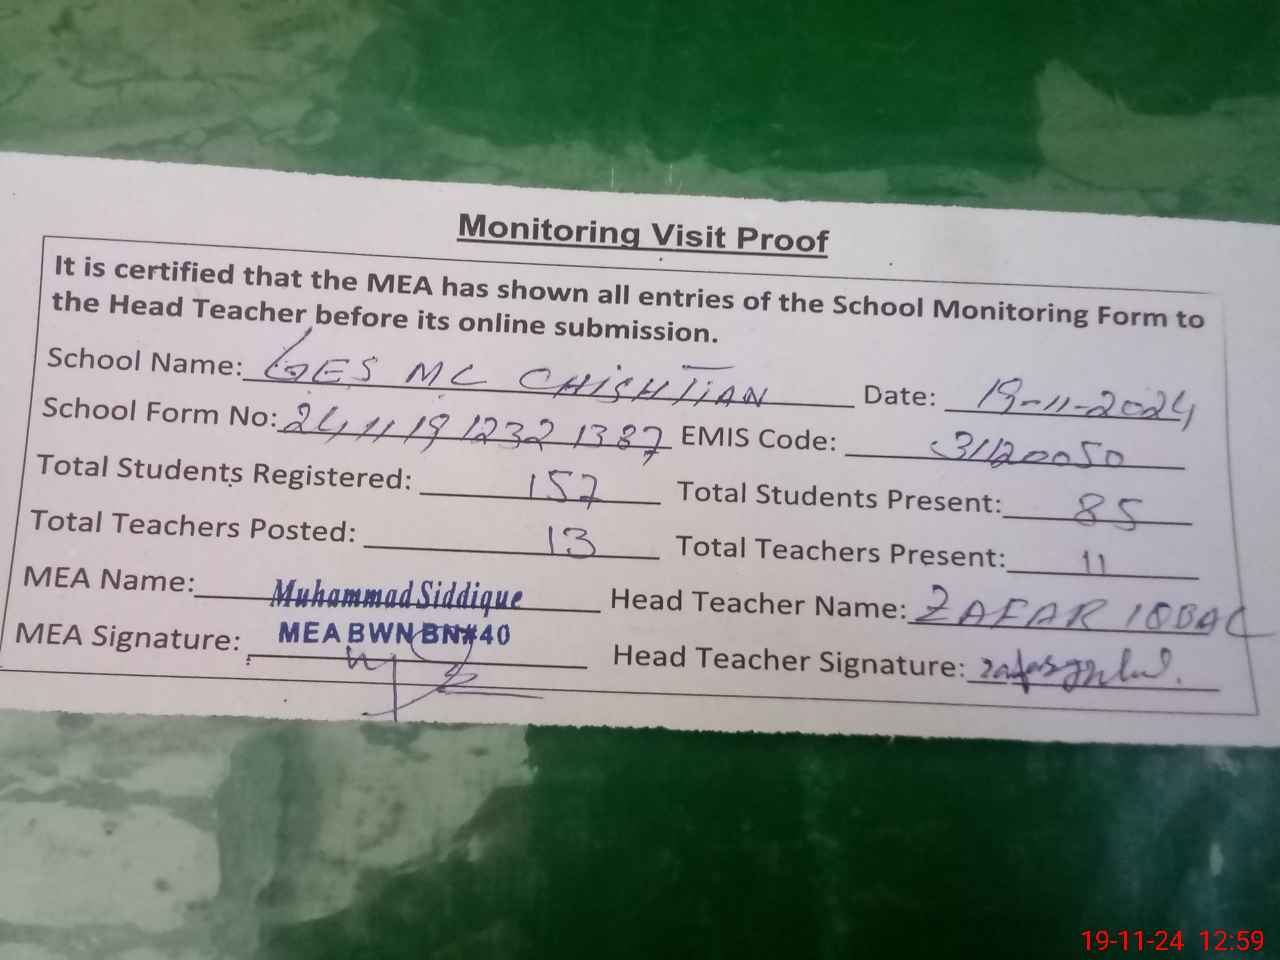 Monitoring Visit Proof
It is certified that the MEA has shown all entries of the School Monitoring Form to
the Head Teacher before its online submission.
School Name: GES MC CHISHTIAN Date: 19-11-2024
School Form No: 24111912321387 EMIS Code: 31120050
Total Students Registered: 157 Total Students Present: 85
Total Teachers Posted: 13 Total Teachers Present: 11
MEA Name: Muhammad Siddique Head Teacher Name: ZAFAR IQBAL
MEA Signature: MEA BWN BN#40 Head Teacher Signature:
19-11-24 12:59